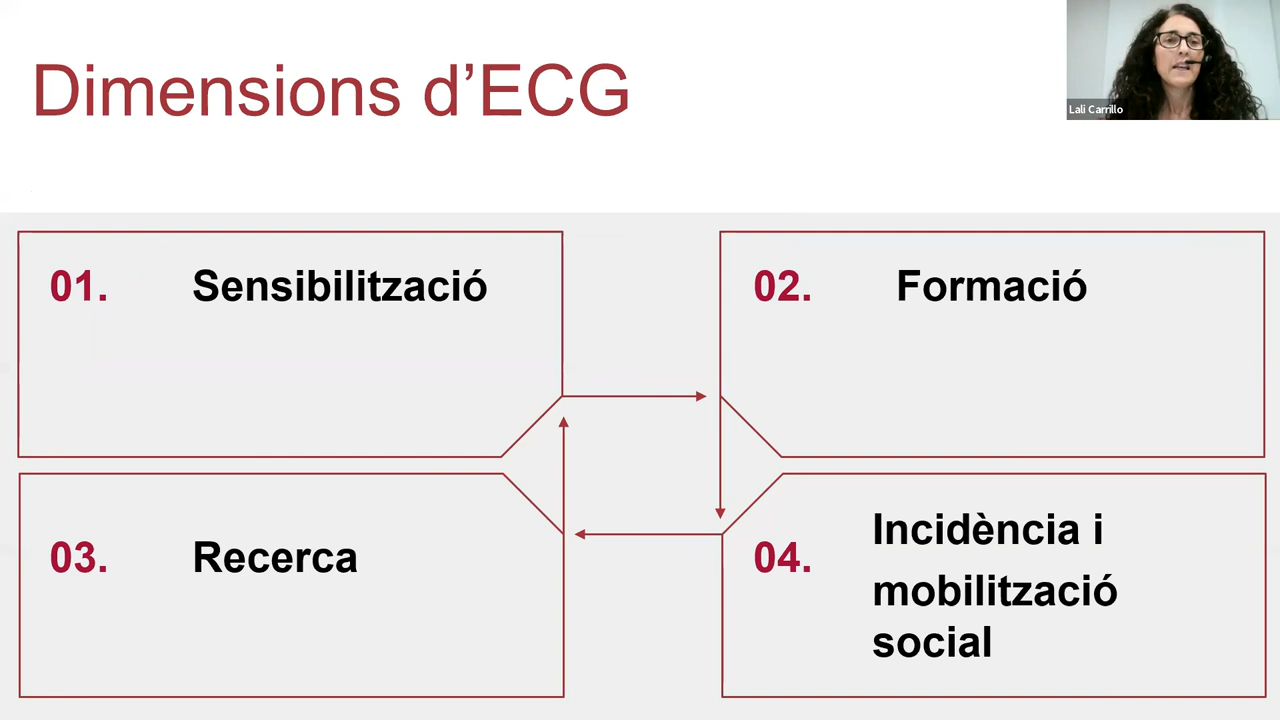 Dimensions d’ECG
Lali Carrillo
01. Sensibilització
02. Formació
03. Recerca
04. Incidència i
mobilització
social